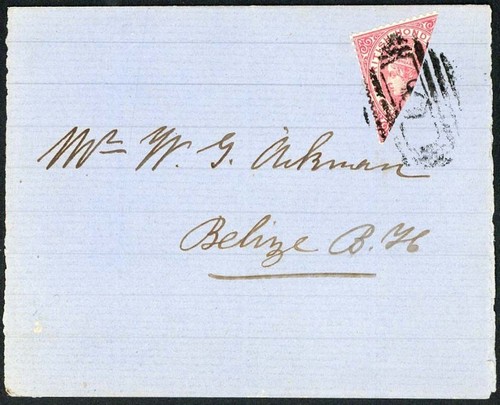 Mr W. G. Aikman
Belize B. H